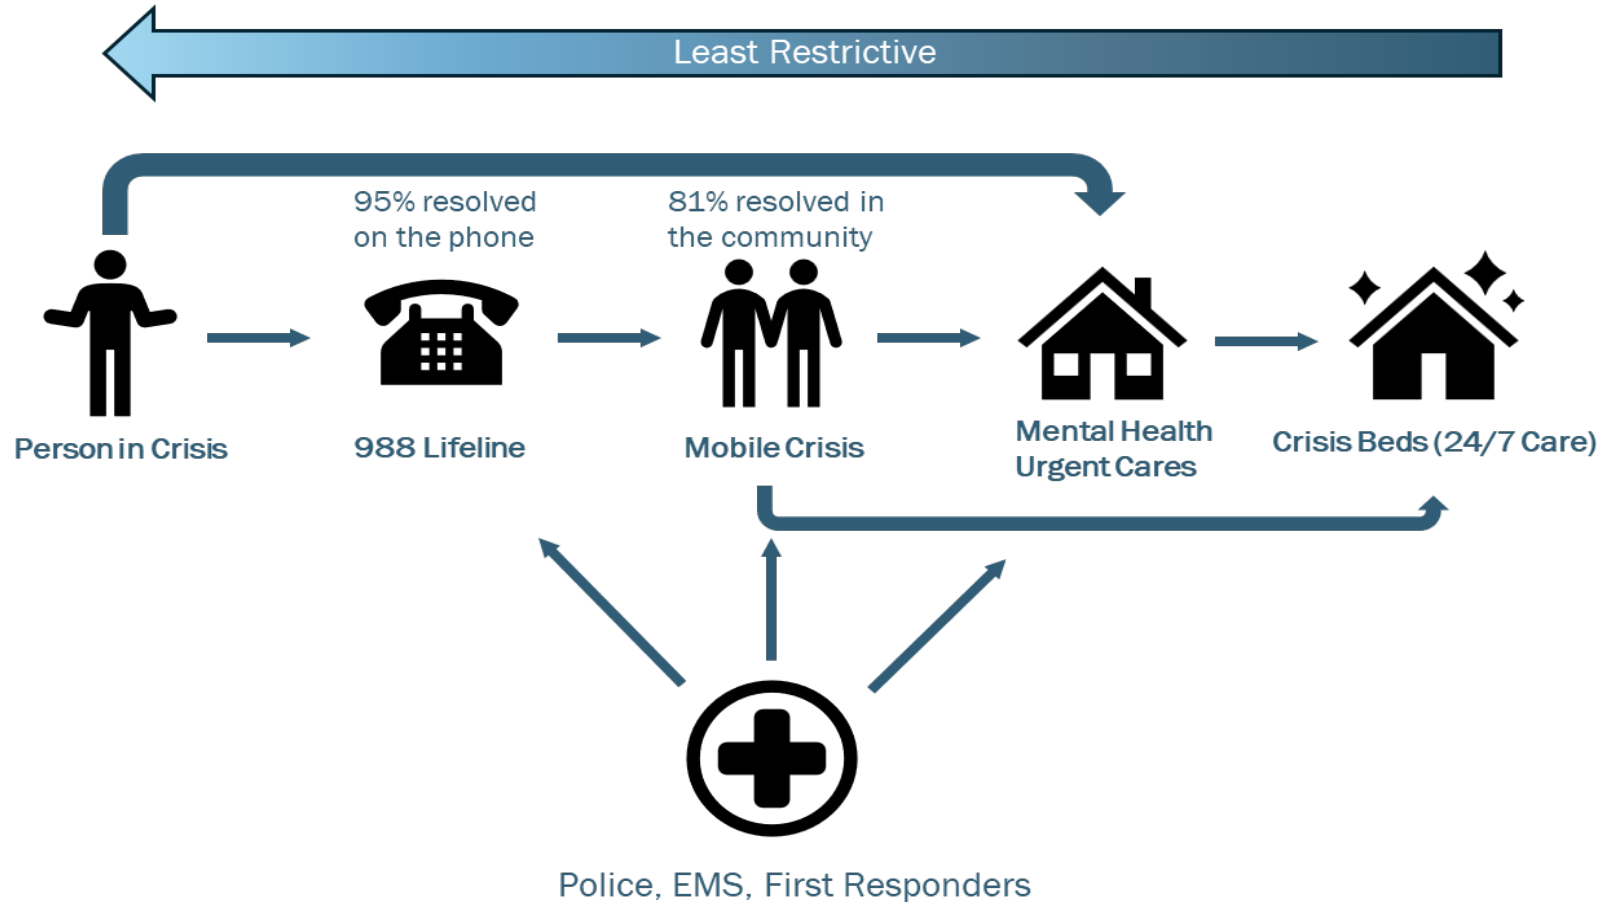 Least Restrictive
95% resolved
on the phone
81% resolved in
the community
Person in Crisis
988 Lifeline
Mobile Crisis
Mental Health
Urgent Cares
Crisis Beds (24/7 Care)
Police, EMS, First Responders